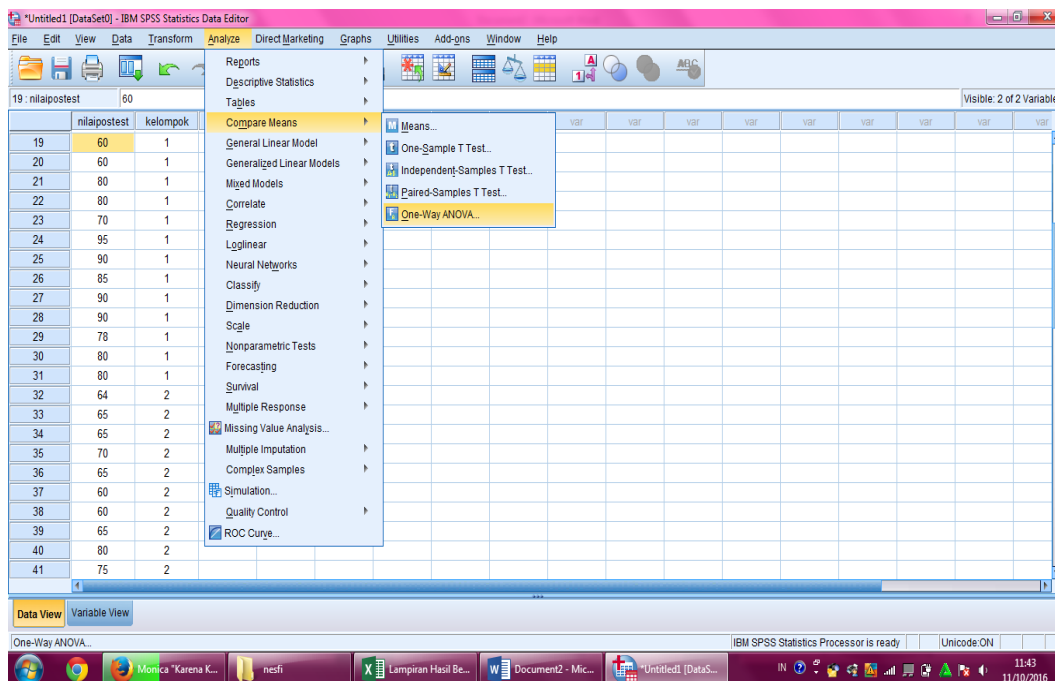 *Untitled1 [DataSet0] - IBM SPSS Statistics Data Editor
File Edit View Data Transform Analyze Direct Marketing Graphs Utilities Add-ons Window Help
19 : nilaipostest 60 Visible: 2 of 2 Variable
nilaipostest kelompok var var var var var var var
19 60 1
20 60 1
21 80 1
22 80 1
23 70 1
24 95 1
25 90 1
26 85 1
27 90 1
28 90 1
29 78 1
30 80 1
31 80 1
32 64 2
33 65 2
34 65 2
35 70 2
36 65 2
37 60 2
38 60 2
39 65 2
40 80 2
41 75 2
Reports
Descriptive Statistics
Tables
Compare Means
General Linear Model
Generalized Linear Models
Mixed Models
Correlate
Regression
Loglinear
Neural Networks
Classify
Dimension Reduction
Scale
Nonparametric Tests
Forecasting
Survival
Multiple Response
Missing Value Analysis...
Multiple Imputation
Complex Samples
Simulation...
Quality Control
ROC Curve...
Means...
One-Sample T Test...
Independent-Samples T Test...
Paired-Samples T Test...
One-Way ANOVA...
Data View Variable View
One-Way ANOVA... IBM SPSS Statistics Processor is ready Unicode:ON
Monica "Karena K... nesfi Lampiran Hasil Be... Document2 - Mic... *Untitled1 [DataS... IN 11:43
11/10/2016